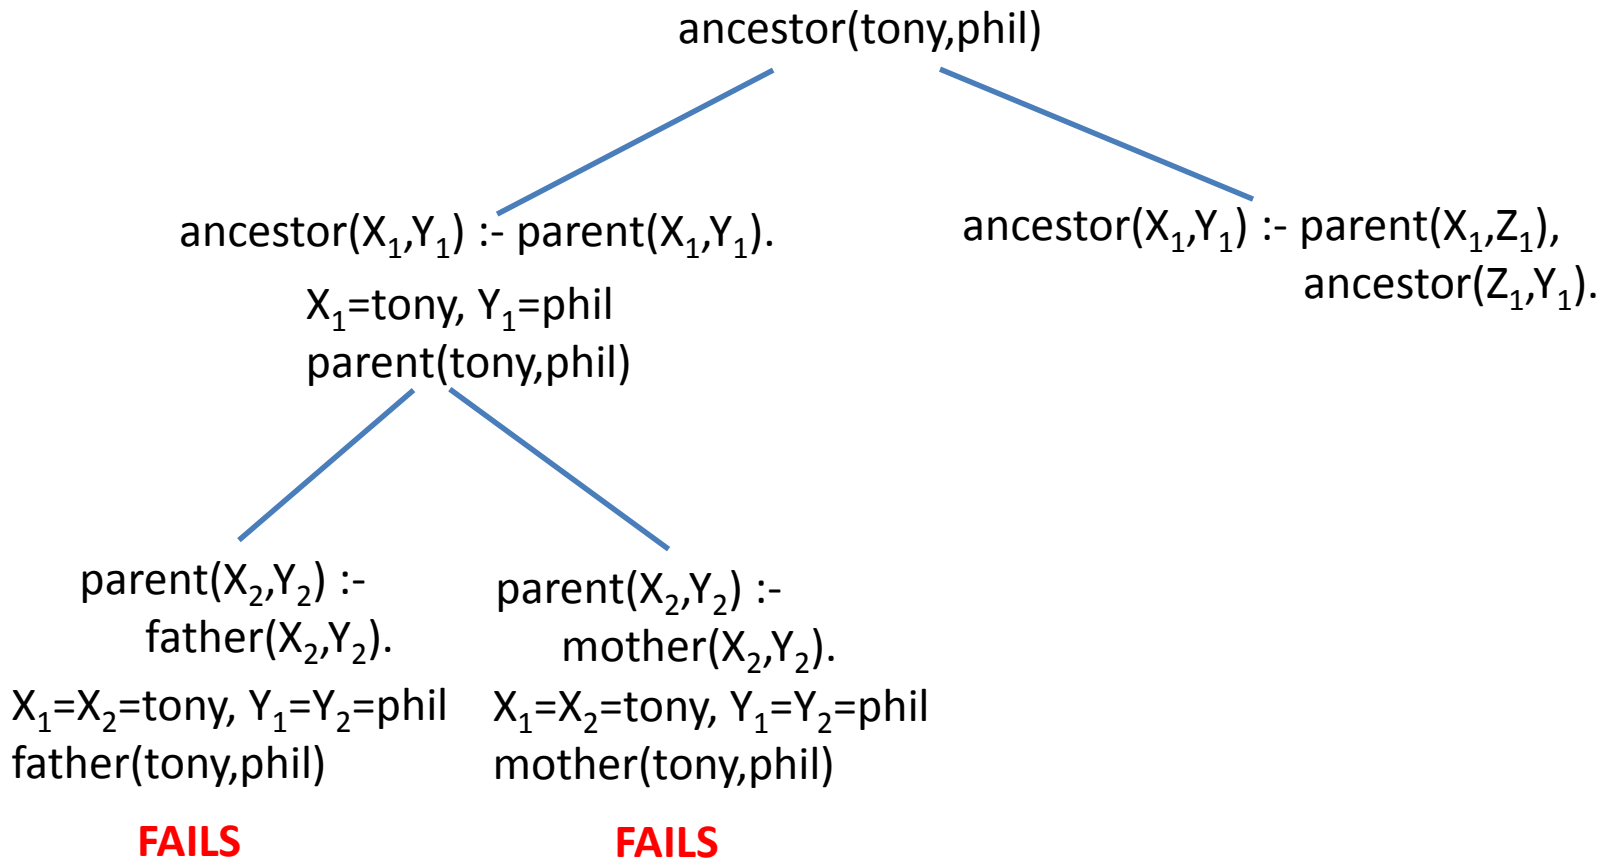 ancestor(tony,phil)
ancestor(X₁,Y₁) :- parent(X₁,Y₁).
X₁=tony, Y₁=phil
parent(tony,phil)
ancestor(X₁,Y₁) :- parent(X₁,Z₁),
ancestor(Z₁,Y₁).
parent(X₂,Y₂) :-
father(X₂,Y₂).
X₁=X₂=tony, Y₁=Y₂=phil
father(tony,phil)
FAILS
parent(X₂,Y₂) :-
mother(X₂,Y₂).
X₁=X₂=tony, Y₁=Y₂=phil
mother(tony,phil)
FAILS